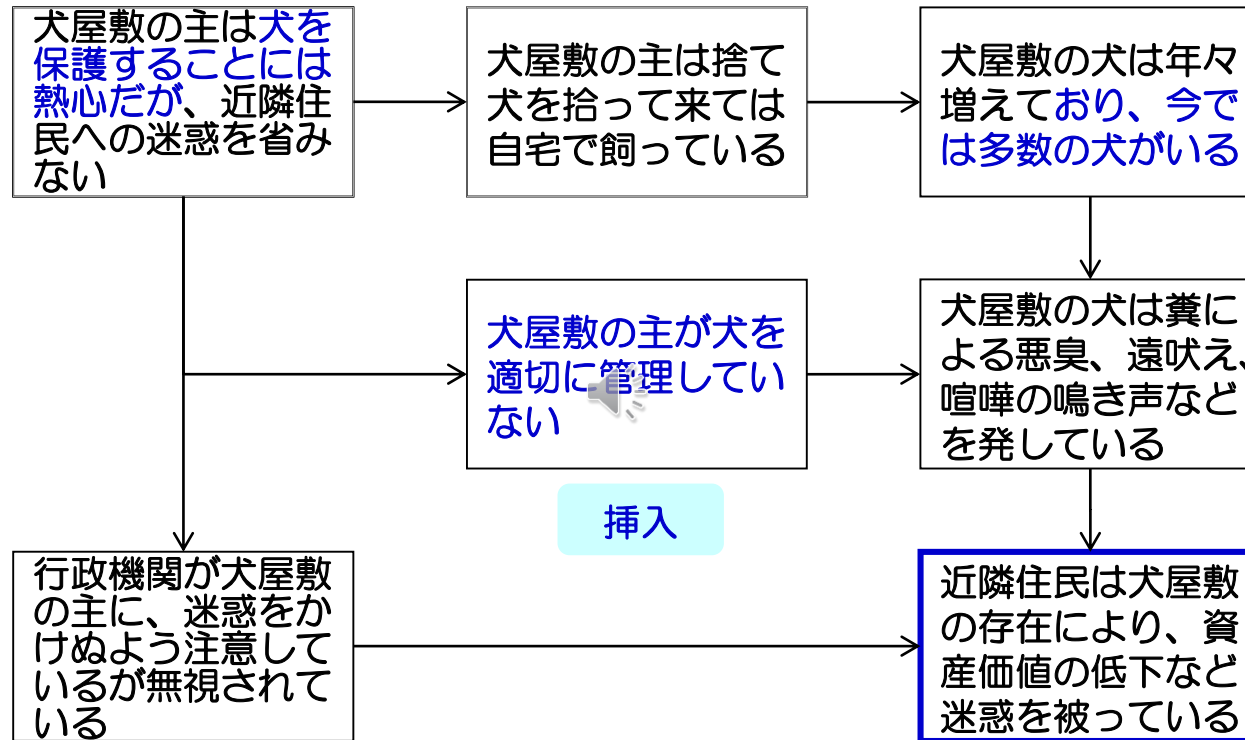 犬屋敷の主は犬を
保護することには
熱心だが、近隣住
民への迷惑を省み
ない
犬屋敷の主は捨て
犬を拾って来ては
自宅で飼っている
犬屋敷の犬は年々
増えており、今で
は多数の犬がいる
犬屋敷の主が犬を
適切に管理してい
ない
犬屋敷の犬は糞に
よる悪臭、遠吠え、
喧嘩の鳴き声など
を発している
挿入
行政機関が犬屋敷
の主に、迷惑をか
けぬよう注意して
いるが無視されて
いる
近隣住民は犬屋敷
の存在により、資
産価値の低下など
迷惑を被っている